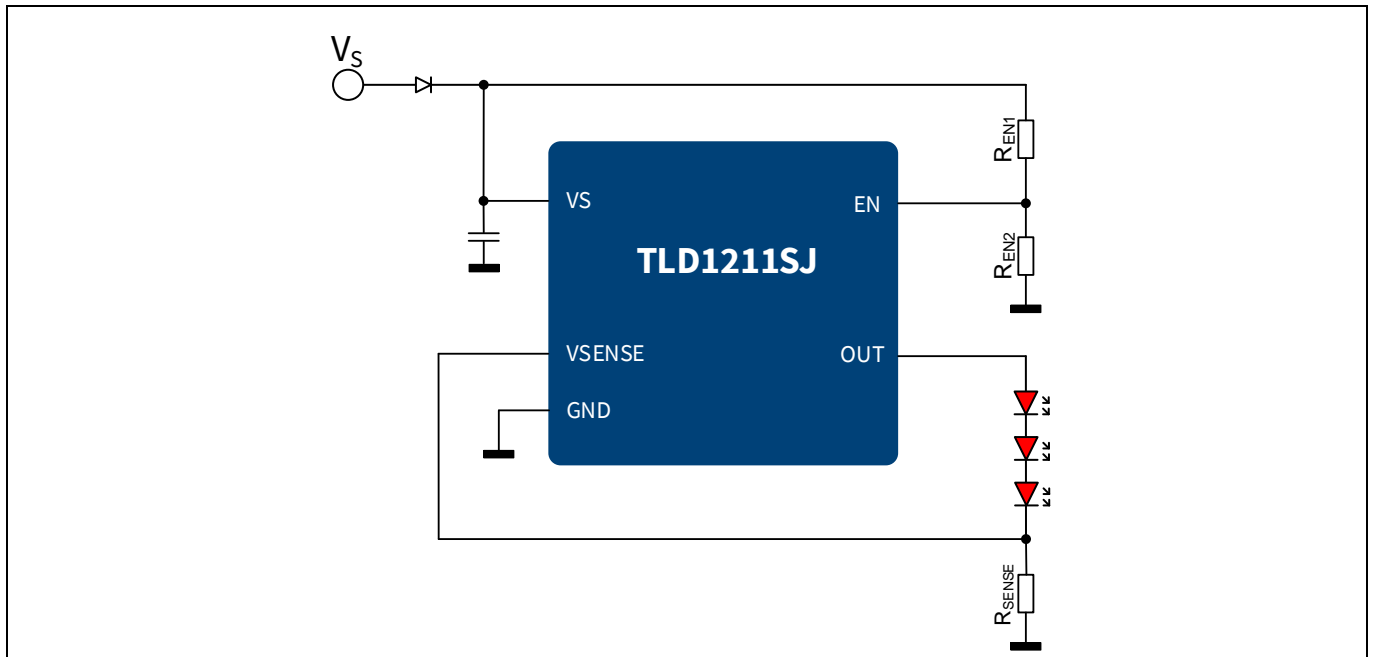 VS
REN1
VS
EN
REN2
TLD1211SJ
VSENSE
OUT
GND
RSENSE